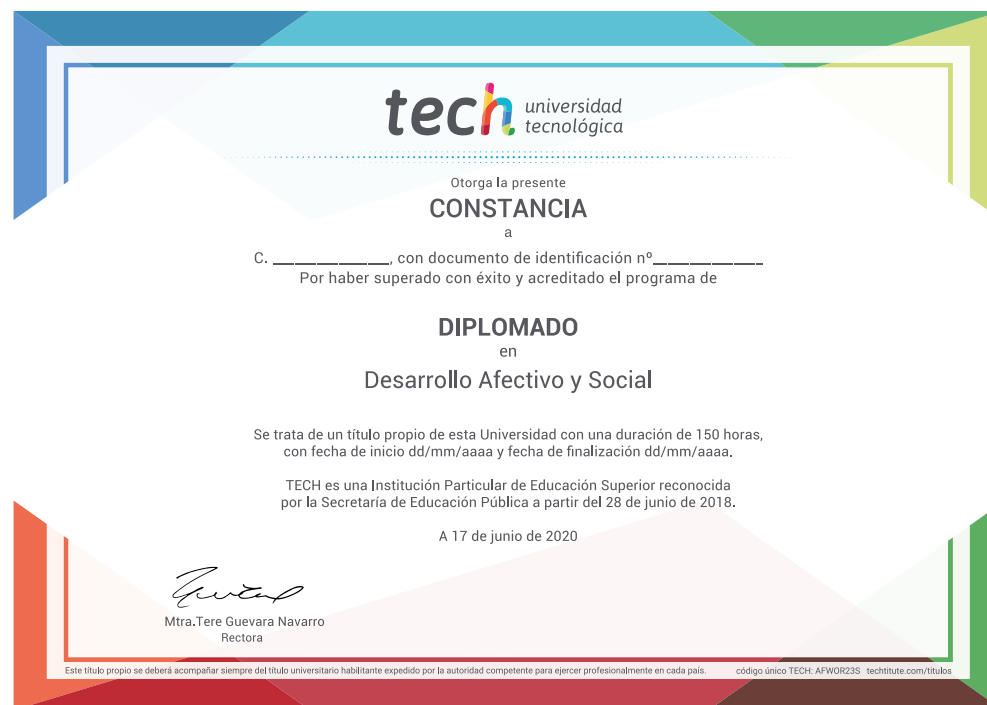 tech universidad
tecnológica
Otorga la presente
CONSTANCIA
a
C. ______________, con documento de identificación nº_____________
Por haber superado con éxito y acreditado el programa de
DIPLOMADO
en
Desarrollo Afectivo y Social
Se trata de un título propio de esta Universidad con una duración de 150 horas,
con fecha de inicio dd/mm/aaaa y fecha de finalización dd/mm/aaaa.
TECH es una Institución Particular de Educación Superior reconocida
por la Secretaría de Educación Pública a partir del 28 de junio de 2018.
A 17 de junio de 2020
Mtra.Tere Guevara Navarro
Rectora
Este título propio se deberá acompañar siempre del título universitario habilitante expedido por la autoridad competente para ejercer profesionalmente en cada país. código único TECH: AFWOR23S techtitute.com/titulos